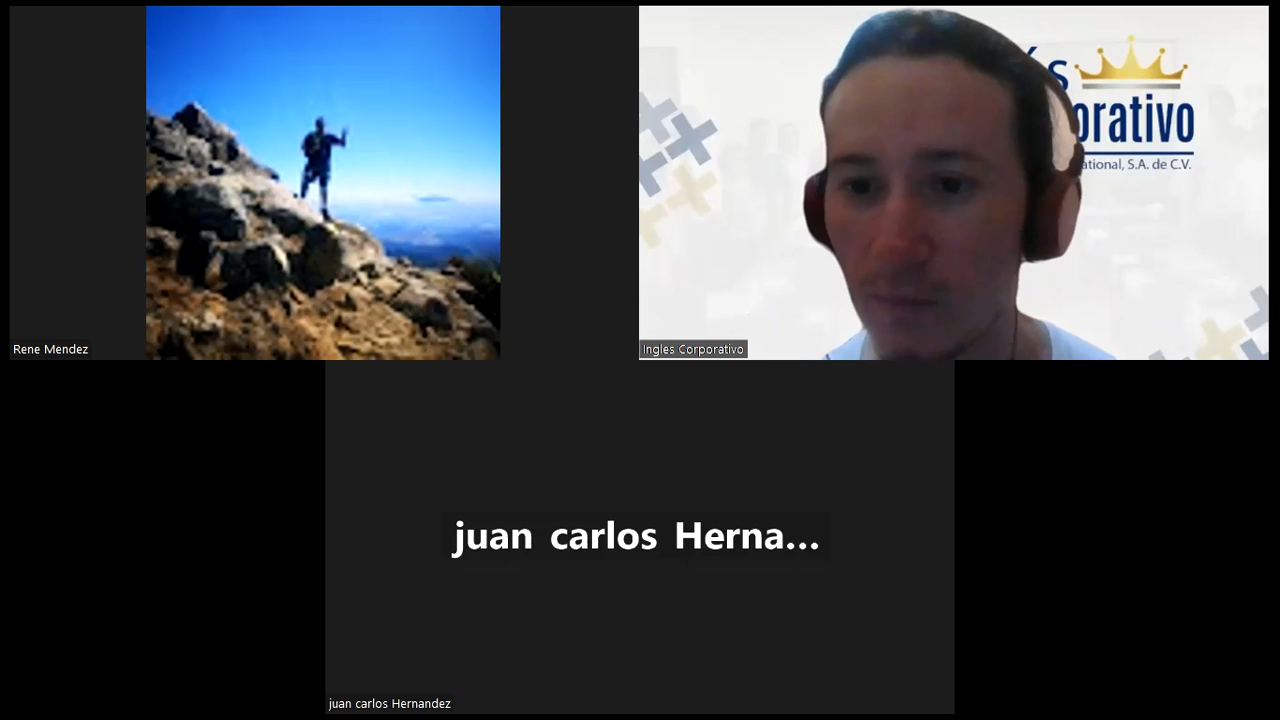 Rene Mendez
s
orativo
ational, S.A. de C.V.
Ingles Corporativo
juan carlos Herna...
juan carlos Hernandez